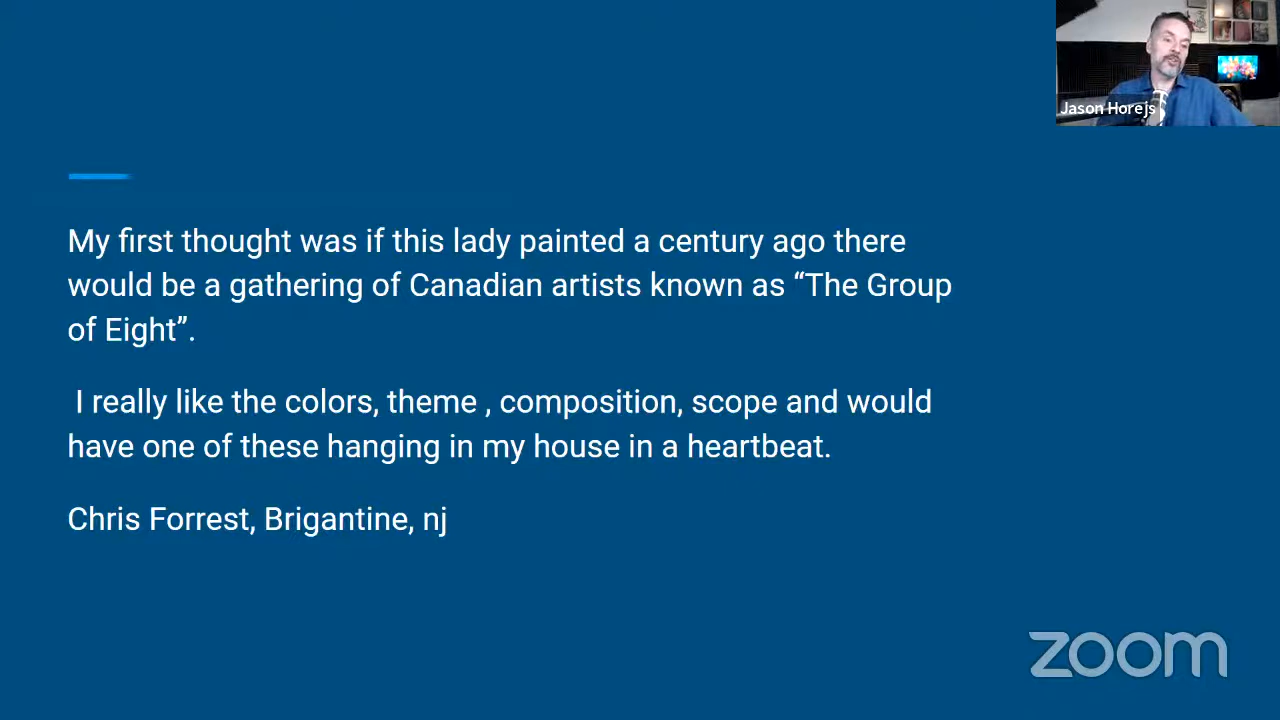 Jason Horejs
My first thought was if this lady painted a century ago there
would be a gathering of Canadian artists known as “The Group
of Eight”.
I really like the colors, theme , composition, scope and would
have one of these hanging in my house in a heartbeat.
Chris Forrest, Brigantine, nj
zoom